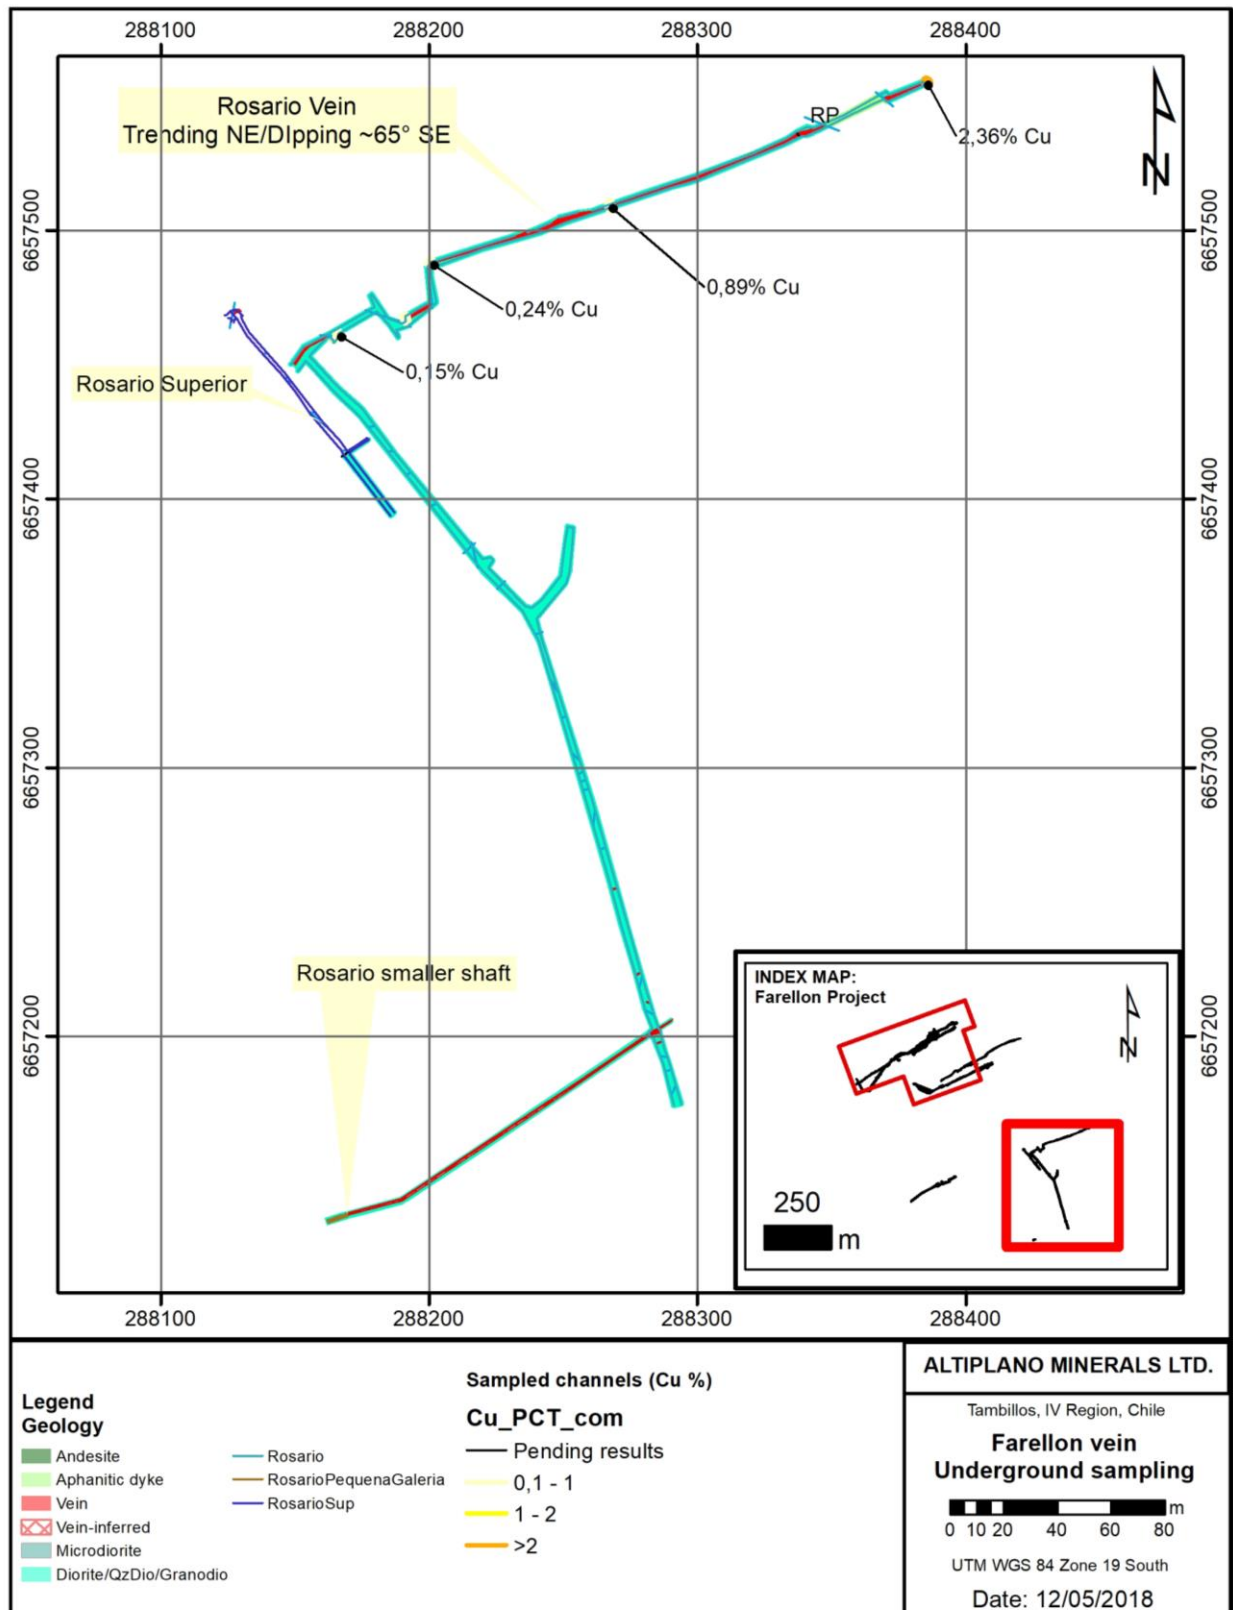 288100 288200 288300 288400
Rosario Vein
Trending NE/DIpping ~65° SE
RP
2,36% Cu
N
6657500
6657500
0,89% Cu
0,24% Cu
0,15% Cu
Rosario Superior
6657400
6657400
6657300
6657300
Rosario smaller shaft
INDEX MAP:
Farellon Project
N
6657200
6657200
250
m
288100 288200 288300 288400
Legend
Geology
Andesite
Aphanitic dyke
Vein
Vein-inferred
Microdiorite
Diorite/QzDio/Granodio
Rosario
RosarioPequenaGaleria
RosarioSup
Sampled channels (Cu %)
Cu_PCT_com
Pending results
0,1 - 1
1 - 2
>2
ALTIPLANO MINERALS LTD.
Tambillos, IV Region, Chile
Farellon vein
Underground sampling
m
0 10 20 40 60 80
UTM WGS 84 Zone 19 South
Date: 12/05/2018